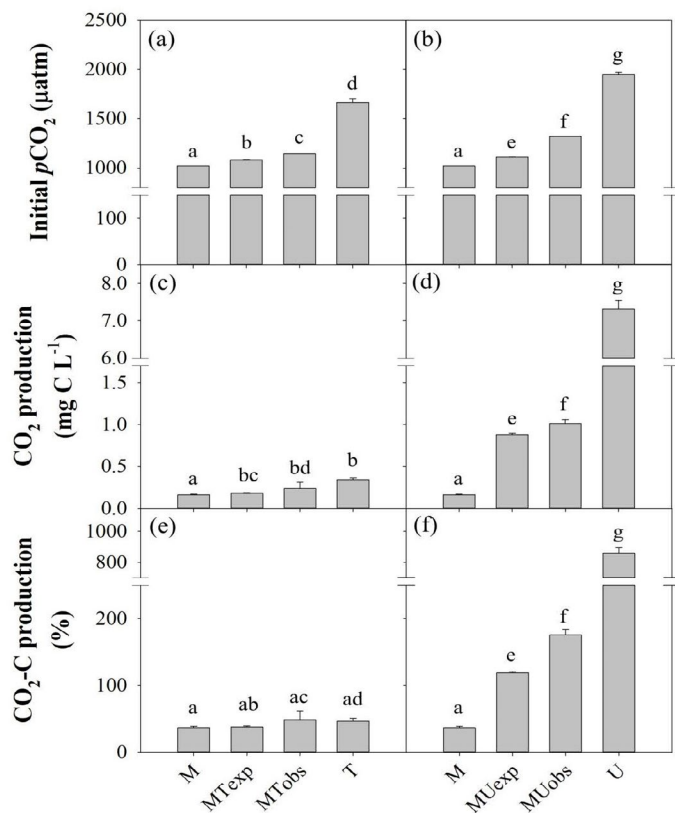 2500
2000
1500
1000
100
0
Initial pCO₂ (µatm)
(a)
a
b
c
d
(b)
a
e
f
g
8.0
7.0
6.0
1.5
1.0
0.5
0.0
CO₂ production
(mg C L⁻¹)
(c)
a
bc
bd
b
(d)
a
e
f
g
1000
800
200
100
0
CO₂-C production
(%)
(e)
a
ab
ac
ad
(f)
a
e
f
g
M
MTexp
MTobs
T
M
MUexp
MUobs
U